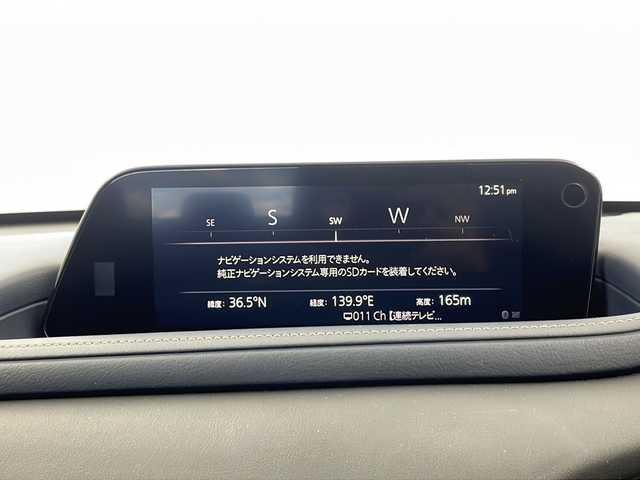 12:51pm
SE S SW W NW
ナビゲーションシステムを利用できません。
純正ナビゲーションシステム専用のSDカードを装着してください。
緯度: 36.5°N 経度: 139.9°E 高度: 165m
011 Ch【連続テレビ...